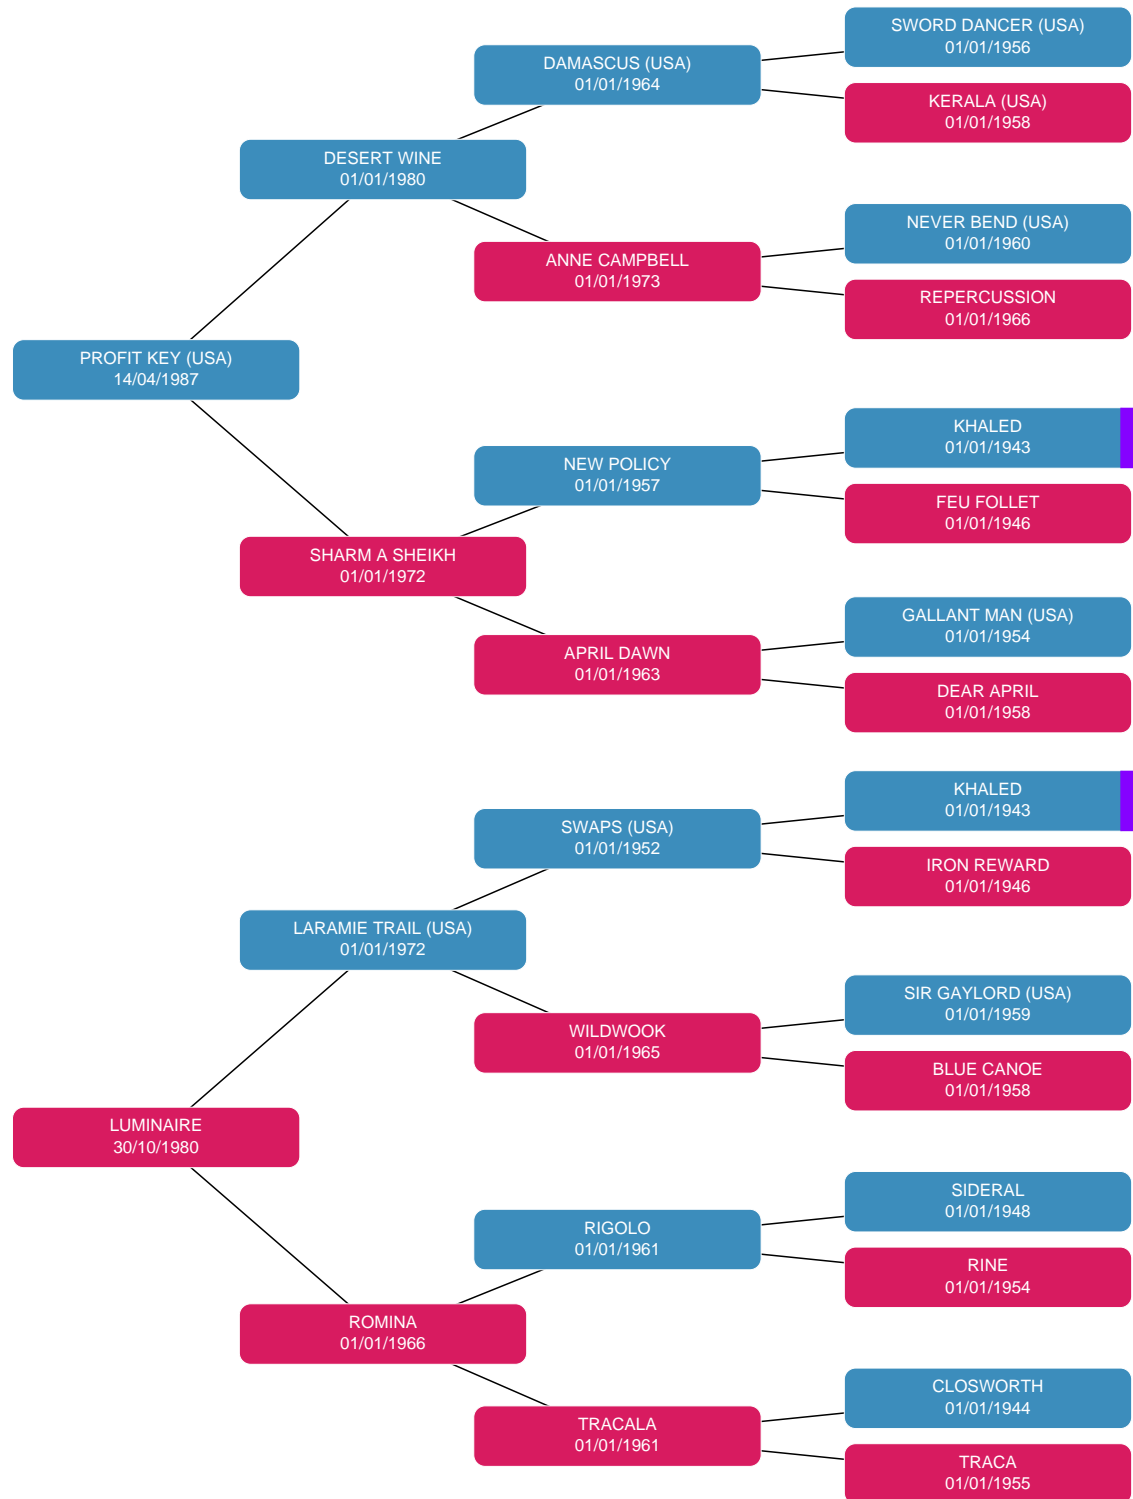 SWORD DANCER (USA)
01/01/1956
DAMASCUS (USA)
01/01/1964
KERALA (USA)
01/01/1958
DESERT WINE
01/01/1980
NEVER BEND (USA)
01/01/1960
ANNE CAMPBELL
01/01/1973
REPERCUSSION
01/01/1966
PROFIT KEY (USA)
14/04/1987
KHALED
01/01/1943
NEW POLICY
01/01/1957
FEU FOLLET
01/01/1946
SHARM A SHEIKH
01/01/1972
GALLANT MAN (USA)
01/01/1954
APRIL DAWN
01/01/1963
DEAR APRIL
01/01/1958
KHALED
01/01/1943
SWAPS (USA)
01/01/1952
IRON REWARD
01/01/1946
LARAMIE TRAIL (USA)
01/01/1972
SIR GAYLORD (USA)
01/01/1959
WILDWOOK
01/01/1965
BLUE CANOE
01/01/1958
LUMINAIRE
30/10/1980
SIDERAL
01/01/1948
RIGOLO
01/01/1961
RINE
01/01/1954
ROMINA
01/01/1966
CLOSWORTH
01/01/1944
TRACALA
01/01/1961
TRACA
01/01/1955